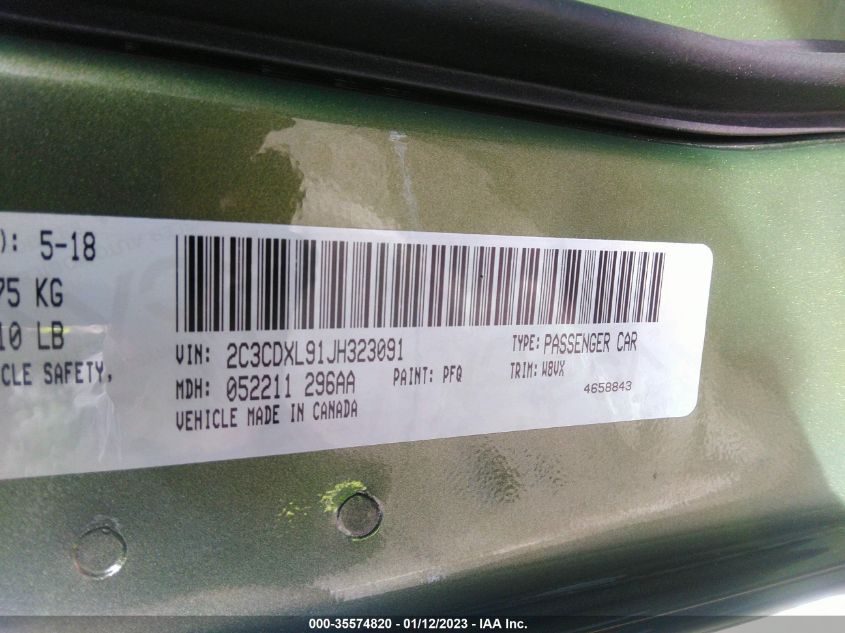 ): 5-18
75 KG
10 LB
CLE SAFETY,
VIN: 2C3CDXL91JH323091
TYPE: PASSENGER CAR
MDH: 052211 296AA
PAINT: PFQ
TRIM: W8VX
4658843
VEHICLE MADE IN CANADA
000-35574820 - 01/12/2023 - IAA Inc.